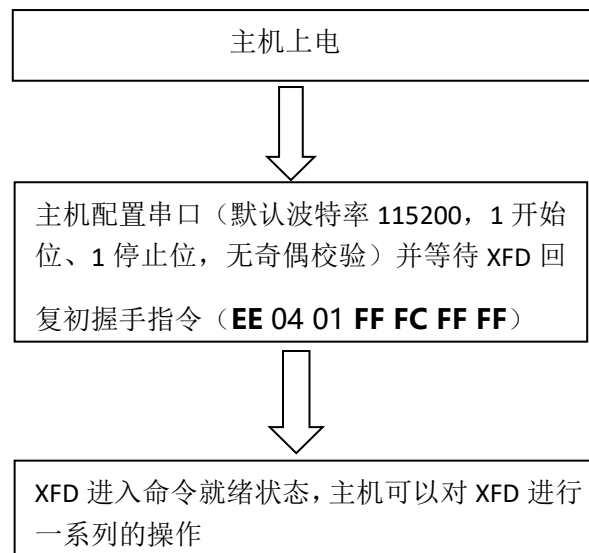 主机上电
主机配置串口（默认波特率 115200，1 开始
位、1 停止位，无奇偶校验）并等待 XFD 回
复初握手指令（EE 04 01 FF FC FF FF）
XFD 进入命令就绪状态，主机可以对 XFD 进行
一系列的操作